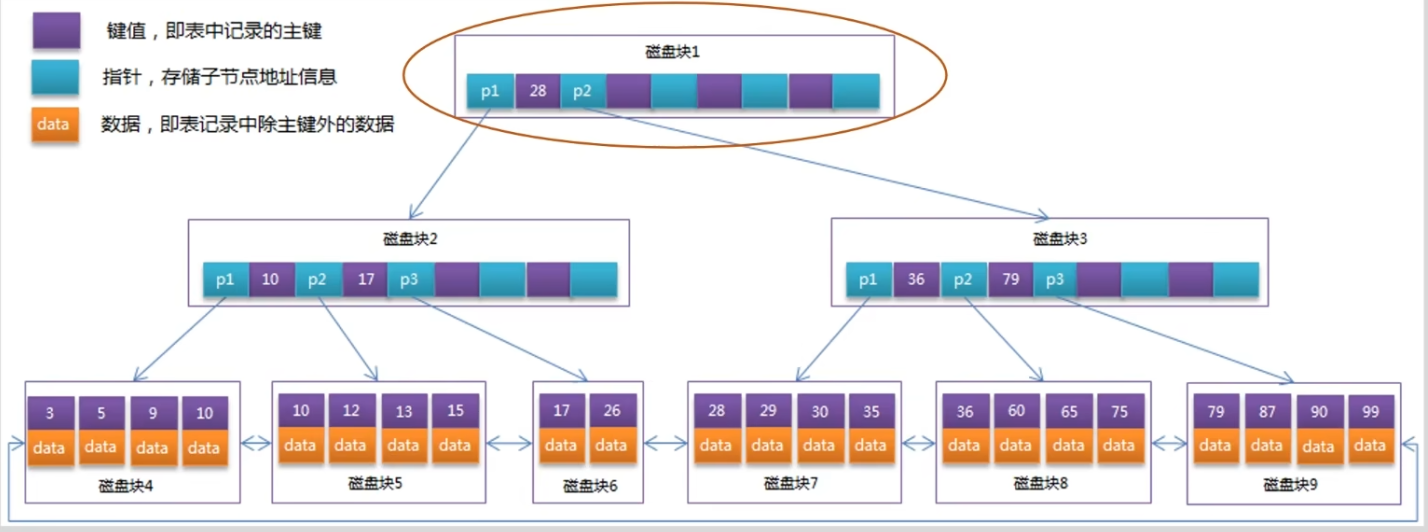 键值，即表中记录的主键
指针，存储子节点地址信息
data 数据，即表记录中除主键外的数据
磁盘块1
p1 28 p2
磁盘块2
p1 10 p2 17 p3
磁盘块3
p1 36 p2 79 p3
3 5 9 10
data data data data
磁盘块4
10 12 13 15
data data data data
磁盘块5
17 26
data data
磁盘块6
28 29 30 35
data data data data
磁盘块7
36 60 65 75
data data data data
磁盘块8
79 87 90 99
data data data data
磁盘块9